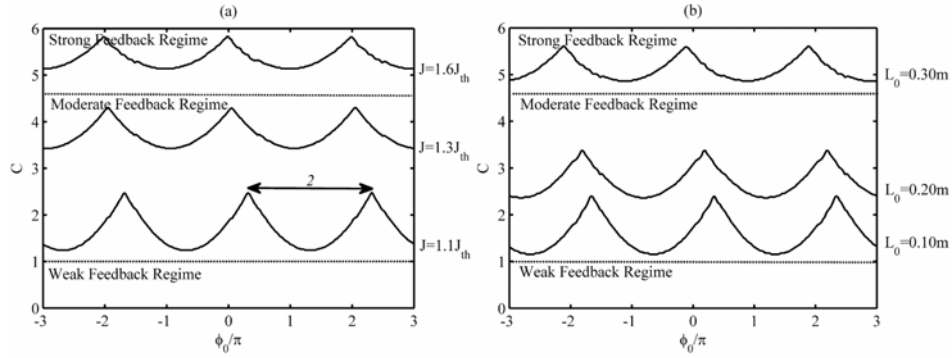 (a)
6
5
4
3
2
1
0
C
Strong Feedback Regime
J=1.6J_th
Moderate Feedback Regime
J=1.3J_th
2
J=1.1J_th
Weak Feedback Regime
-3
-2
-1
0
1
2
3
ϕ_0/π
(b)
6
5
4
3
2
1
0
C
Strong Feedback Regime
L_0=0.30m
Moderate Feedback Regime
L_0=0.20m
L_0=0.10m
Weak Feedback Regime
-3
-2
-1
0
1
2
3
ϕ_0/π